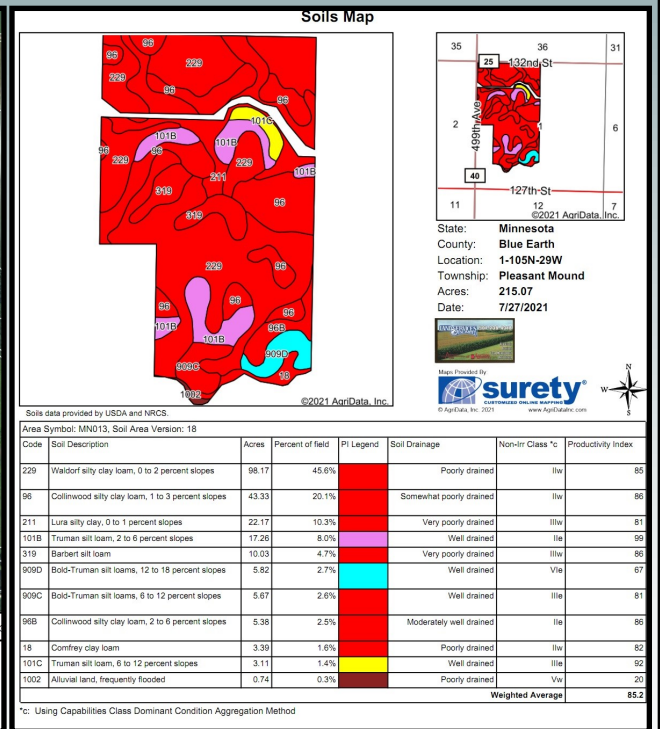 Soils Map
96
96
229
229
96
96
101C
101B
101B
96
96
229
229
101B
211
319
96
319
229
96
96
96
96
101B
96B
101B
909D
909C
18
1002
©2021 AgriData, Inc.
Soils data provided by USDA and NRCS.
35
36
31
25
132nd St
499th Ave
2
1
6
40
127th St
11
12
7
©2021 AgriData, Inc.
State: Minnesota
County: Blue Earth
Location: 1-105N-29W
Township: Pleasant Mound
Acres: 215.07
Date: 7/27/2021
Maps Provided By
surety®
CUSTOMIZED ONLINE MAPPING
© AgriData, Inc. 2021 www.AgriDataInc.com
N
W E
S
Area Symbol: MN013, Soil Area Version: 18
Code Soil Description Acres Percent of field PI Legend Soil Drainage Non-Irr Class *c Productivity Index
229 Waldorf silty clay loam, 0 to 2 percent slopes 98.17 45.6% Poorly drained IIw 85
96 Collinwood silty clay loam, 1 to 3 percent slopes 43.33 20.1% Somewhat poorly drained IIw 86
211 Lura silty clay, 0 to 1 percent slopes 22.17 10.3% Very poorly drained IIIw 81
101B Truman silt loam, 2 to 6 percent slopes 17.26 8.0% Well drained IIe 99
319 Barbert silt loam 10.03 4.7% Very poorly drained IIIw 86
909D Bold-Truman silt loams, 12 to 18 percent slopes 5.82 2.7% Well drained VIe 67
909C Bold-Truman silt loams, 6 to 12 percent slopes 5.67 2.6% Well drained IIIe 81
96B Collinwood silty clay loam, 2 to 6 percent slopes 5.38 2.5% Moderately well drained IIe 86
18 Comfrey clay loam 3.39 1.6% Poorly drained IIw 82
101C Truman silt loam, 6 to 12 percent slopes 3.11 1.4% Well drained IIIe 92
1002 Alluvial land, frequently flooded 0.74 0.3% Poorly drained Vw 20
Weighted Average 85.2
*c: Using Capabilities Class Dominant Condition Aggregation Method